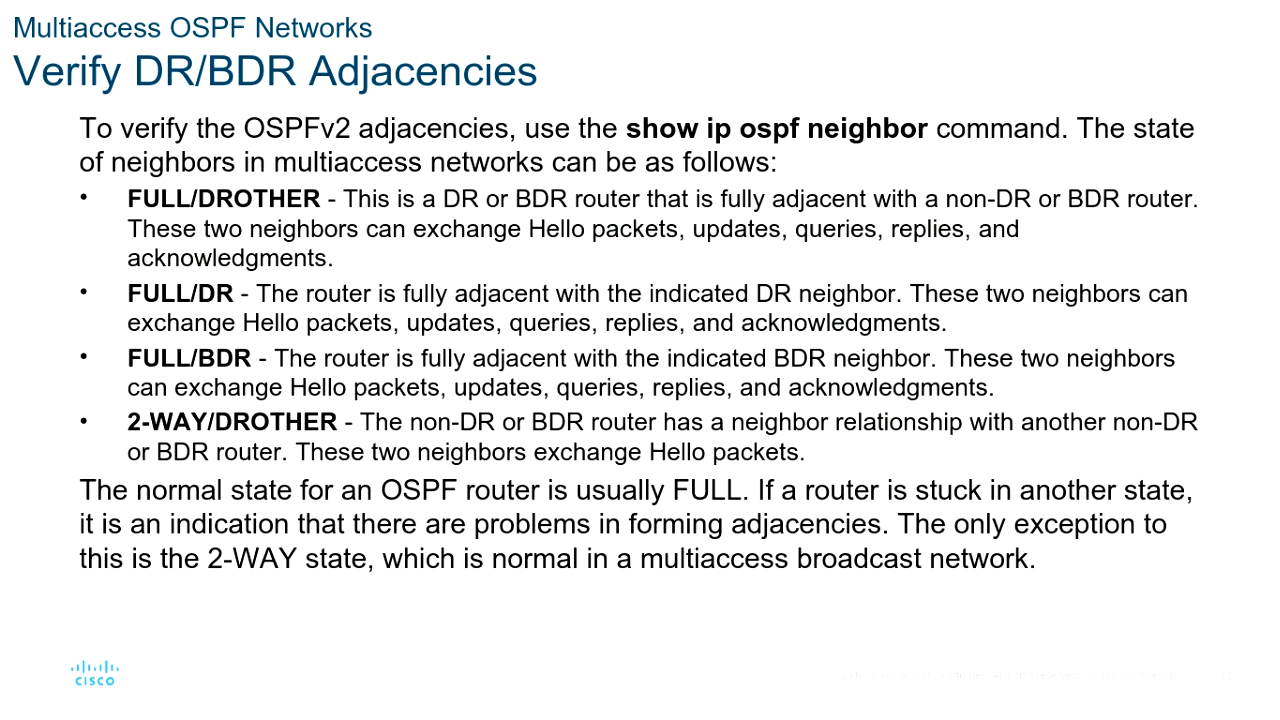 Multiaccess OSPF Networks
Verify DR/BDR Adjacencies
To verify the OSPFv2 adjacencies, use the show ip ospf neighbor command. The state
of neighbors in multiaccess networks can be as follows:
• FULL/DROTHER - This is a DR or BDR router that is fully adjacent with a non-DR or BDR router.
These two neighbors can exchange Hello packets, updates, queries, replies, and
acknowledgments.
• FULL/DR - The router is fully adjacent with the indicated DR neighbor. These two neighbors can
exchange Hello packets, updates, queries, replies, and acknowledgments.
• FULL/BDR - The router is fully adjacent with the indicated BDR neighbor. These two neighbors
can exchange Hello packets, updates, queries, replies, and acknowledgments.
• 2-WAY/DROTHER - The non-DR or BDR router has a neighbor relationship with another non-DR
or BDR router. These two neighbors exchange Hello packets.
The normal state for an OSPF router is usually FULL. If a router is stuck in another state,
it is an indication that there are problems in forming adjacencies. The only exception to
this is the 2-WAY state, which is normal in a multiaccess broadcast network.
CISCO